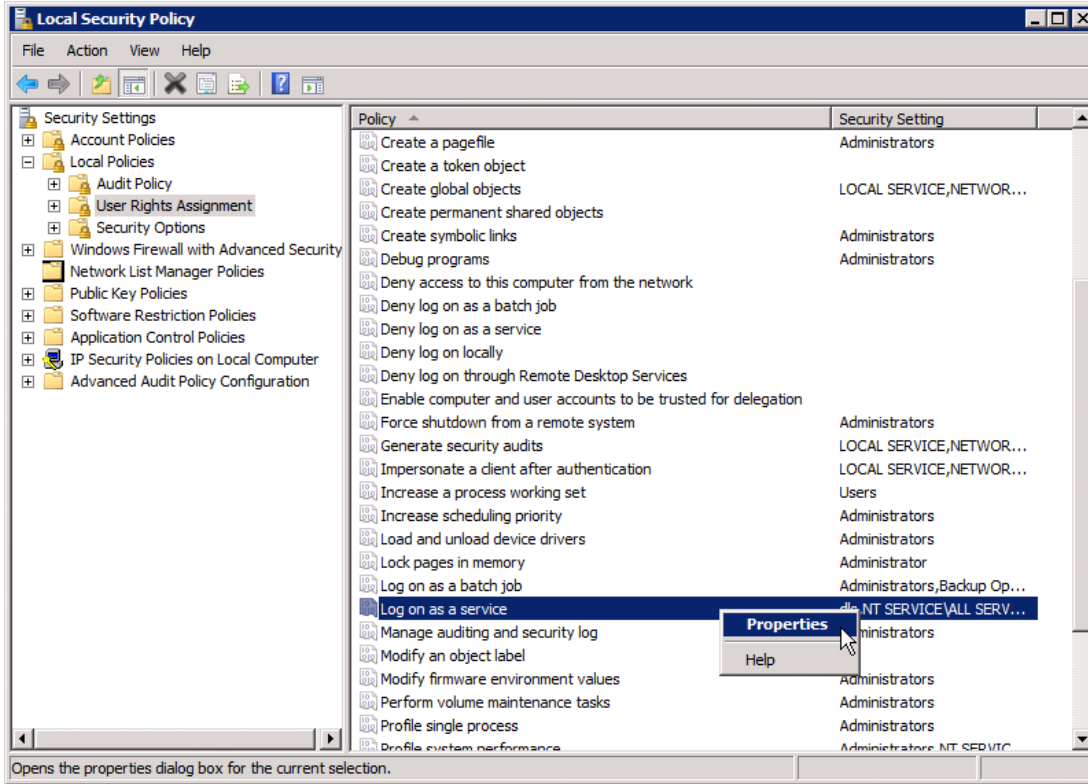 Local Security Policy
File Action View Help
Security Settings
Account Policies
Local Policies
Audit Policy
User Rights Assignment
Security Options
Windows Firewall with Advanced Security
Network List Manager Policies
Public Key Policies
Software Restriction Policies
Application Control Policies
IP Security Policies on Local Computer
Advanced Audit Policy Configuration
Policy Security Setting
Create a pagefile Administrators
Create a token object
Create global objects LOCAL SERVICE,NETWOR...
Create permanent shared objects
Create symbolic links Administrators
Debug programs Administrators
Deny access to this computer from the network
Deny log on as a batch job
Deny log on as a service
Deny log on locally
Deny log on through Remote Desktop Services
Enable computer and user accounts to be trusted for delegation
Force shutdown from a remote system Administrators
Generate security audits LOCAL SERVICE,NETWOR...
Impersonate a client after authentication LOCAL SERVICE,NETWOR...
Increase a process working set Users
Increase scheduling priority Administrators
Load and unload device drivers Administrators
Lock pages in memory Administrator
Log on as a batch job Administrators,Backup Op...
Log on as a service NT SERVICE\ALL SERV...
Properties
Help
Manage auditing and security log ministrators
Modify an object label
Modify firmware environment values Administrators
Perform volume maintenance tasks Administrators
Profile single process Administrators
Profile system performance Administrators,NT SERVIC
Opens the properties dialog box for the current selection.